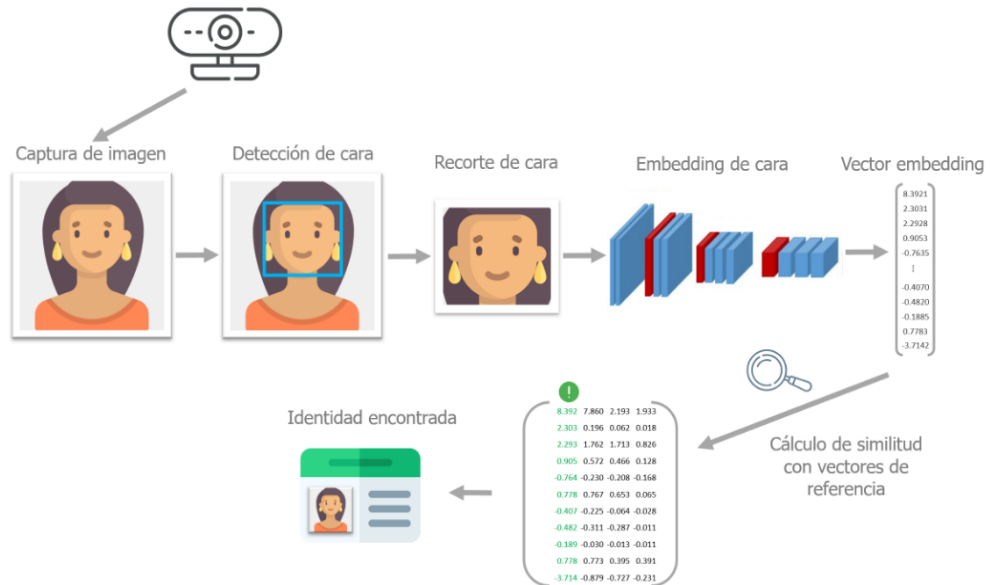 Captura de imagen
Detección de cara
Recorte de cara
Embedding de cara
Vector embedding
8.3921
2.3031
2.2928
0.9053
-0.7635
⋮
-0.4070
-0.4820
-0.1885
0.7783
-3.7142
Cálculo de similitud
con vectores de
referencia
!
8.392 7.860 2.193 1.933
2.303 0.196 0.062 0.018
2.293 1.762 1.713 0.826
0.905 0.572 0.466 0.128
-0.764 -0.230 -0.208 -0.168
0.778 0.767 0.653 0.065
-0.407 -0.225 -0.064 -0.028
-0.482 -0.311 -0.287 -0.011
-0.189 -0.030 -0.013 -0.011
0.778 0.773 0.395 0.391
-3.714 -0.879 -0.727 -0.231
Identidad encontrada